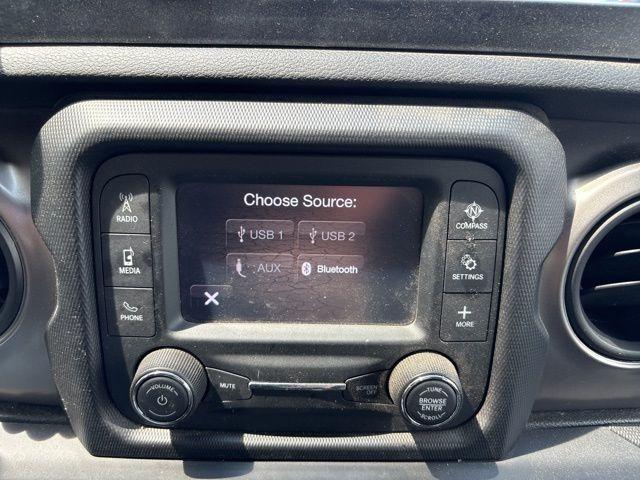 Choose Source:
USB 1
USB 2
AUX
Bluetooth
RADIO
MEDIA
PHONE
N
COMPASS
SETTINGS
+
MORE
VOLUME
MUTE
SCREEN
OFF
TUNE
BROWSE
ENTER
SCROLL